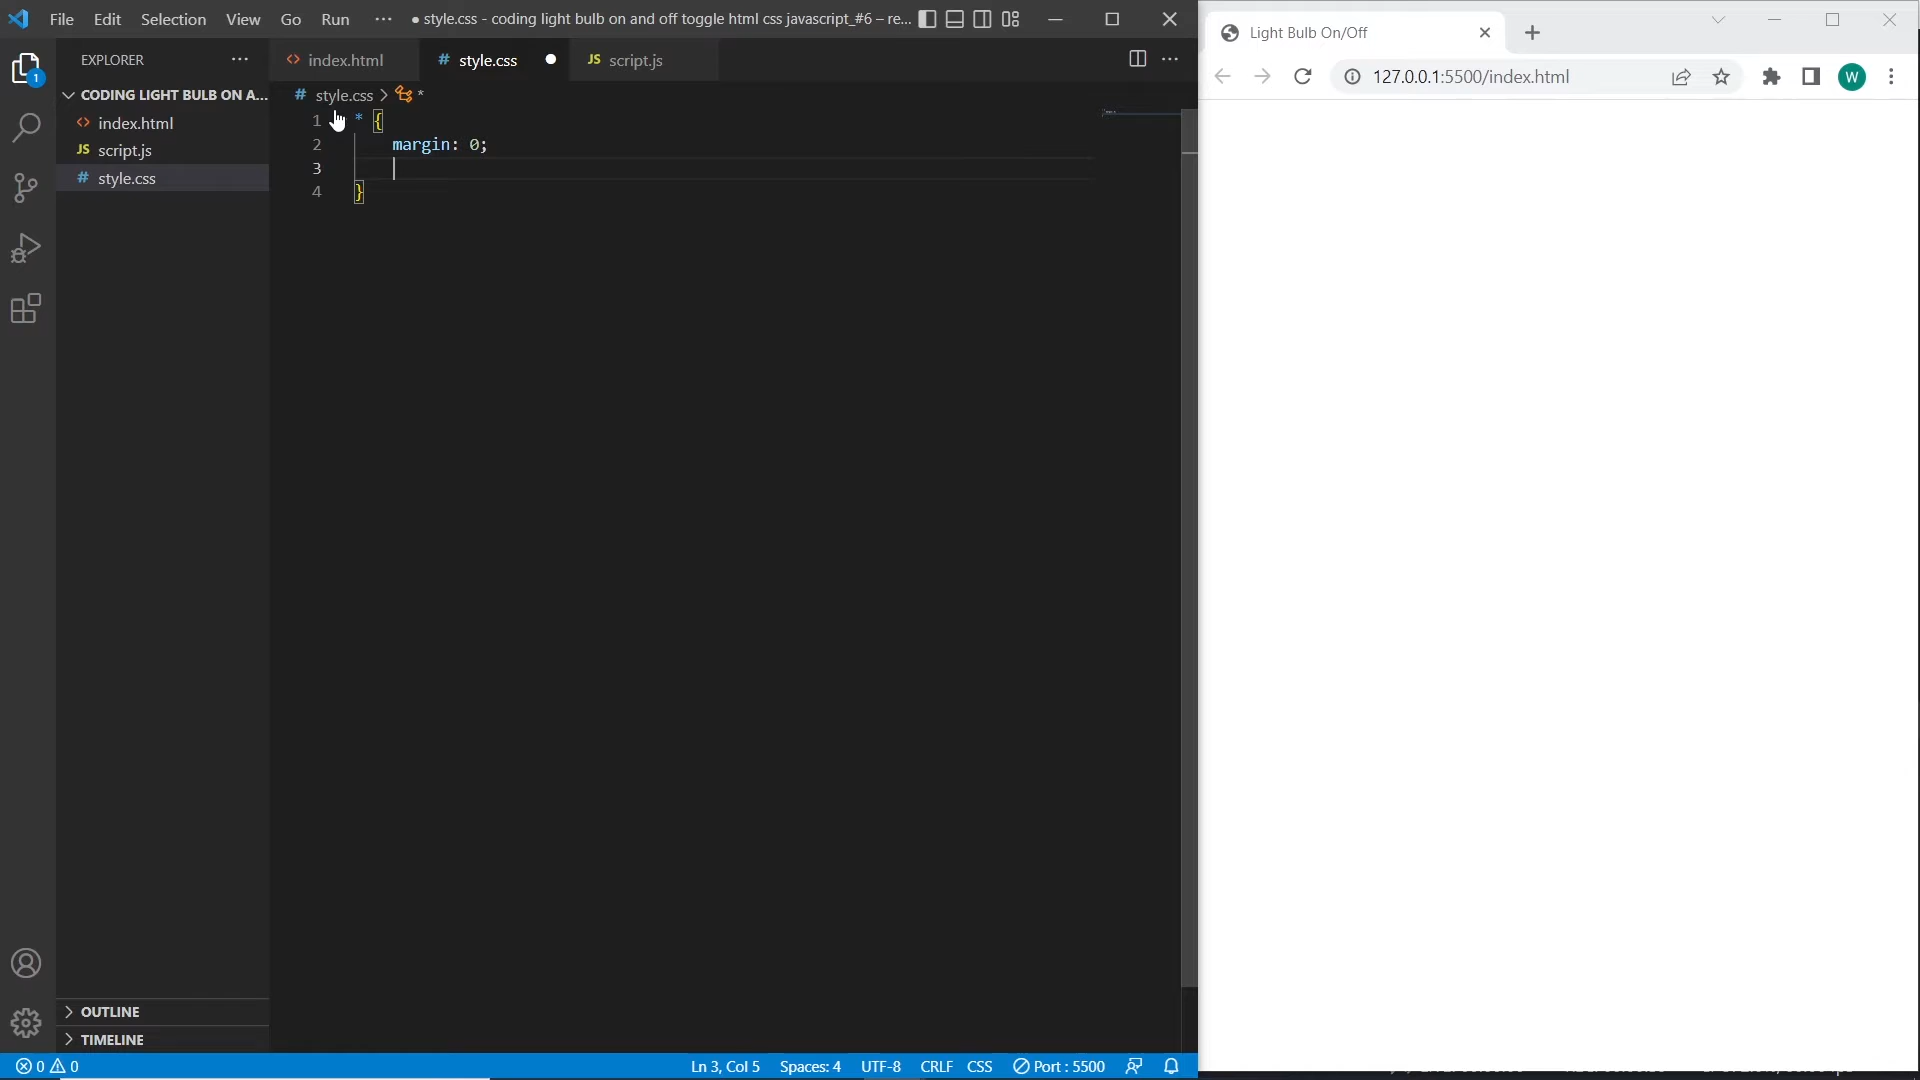 File Edit Selection View Go Run ··· ● style.css - coding light bulb on and off toggle html css javascript_#6 – re...
EXPLORER ···
CODING LIGHT BULB ON A...
index.html
JS script.js
# style.css
OUTLINE
TIMELINE
1
index.html # style.css JS script.js
# style.css > *
1 * {
2 margin: 0;
3
4 }
0 0 Ln 3, Col 5 Spaces: 4 UTF-8 CRLF CSS Port : 5500
Light Bulb On/Off
127.0.0.1:5500/index.html
W